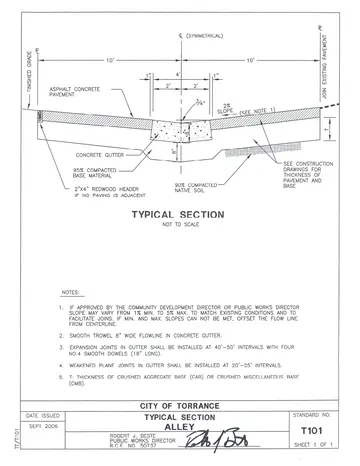 ℄ (SYMMETRICAL)
10'
10'
FINISHED GRADE
JOIN EXISTING PAVEMENT
4'
1"
1"
2'
2'
ASPHALT CONCRETE
PAVEMENT
3/4"
2%
SLOPE
(SEE NOTE 1)
8"
T
CONCRETE GUTTER
95% COMPACTED
BASE MATERIAL
2"X4" REDWOOD HEADER
IF NO PAVING IS ADJACENT
90% COMPACTED
NATIVE SOIL
SEE CONSTRUCTION
DRAWINGS FOR
THICKNESS OF
PAVEMENT AND
BASE
TYPICAL SECTION
NOT TO SCALE
NOTES:
1. IF APPROVED BY THE COMMUNITY DEVELOPMENT DIRECTOR OR PUBLIC WORKS DIRECTOR
SLOPE MAY VARY FROM 1% MIN. TO 5% MAX. TO MATCH EXISTING CONDITIONS AND TO
FACILITATE JOINS. IF MIN. AND MAX. SLOPES CAN NOT BE MET, OFFSET THE FLOW LINE
FROM CENTERLINE.
2. SMOOTH TROWEL 8" WIDE FLOWLINE IN CONCRETE GUTTER.
3. EXPANSION JOINTS IN GUTTER SHALL BE INSTALLED AT 40'-50' INTERVALS WITH FOUR
NO.4 SMOOTH DOWELS (18" LONG).
4. WEAKENED PLANE JOINTS IN GUTTER SHALL BE INSTALLED AT 20'-25' INTERVALS.
5. T: THICKNESS OF CRUSHED AGGREGATE BASE (CAB) OR CRUSHED MISCELLANEOUS BASE
(CMB).
CITY OF TORRANCE
DATE ISSUED
TYPICAL SECTION
STANDARD NO.
SEPT 2006
ALLEY
T101
ROBERT J. BESTE
PUBLIC WORKS DIRECTOR
R.C.E. NO. 50737
SHEET 1 OF 1